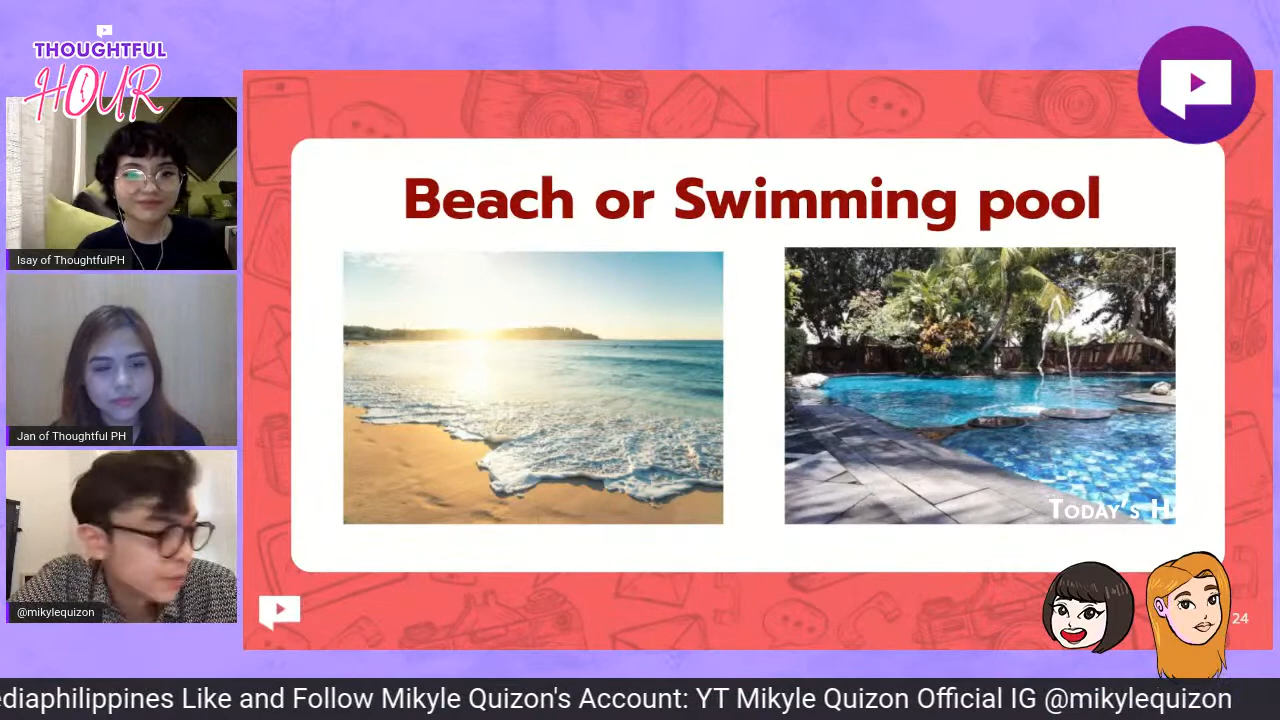 THOUGHTFUL
HOUR
Isay of ThoughtfulPH
Jan of Thoughtful PH
@mikylequizon
Beach or Swimming pool
TODAY'S H
24
ediaphilippines Like and Follow Mikyle Quizon's Account: YT Mikyle Quizon Official IG @mikylequizon